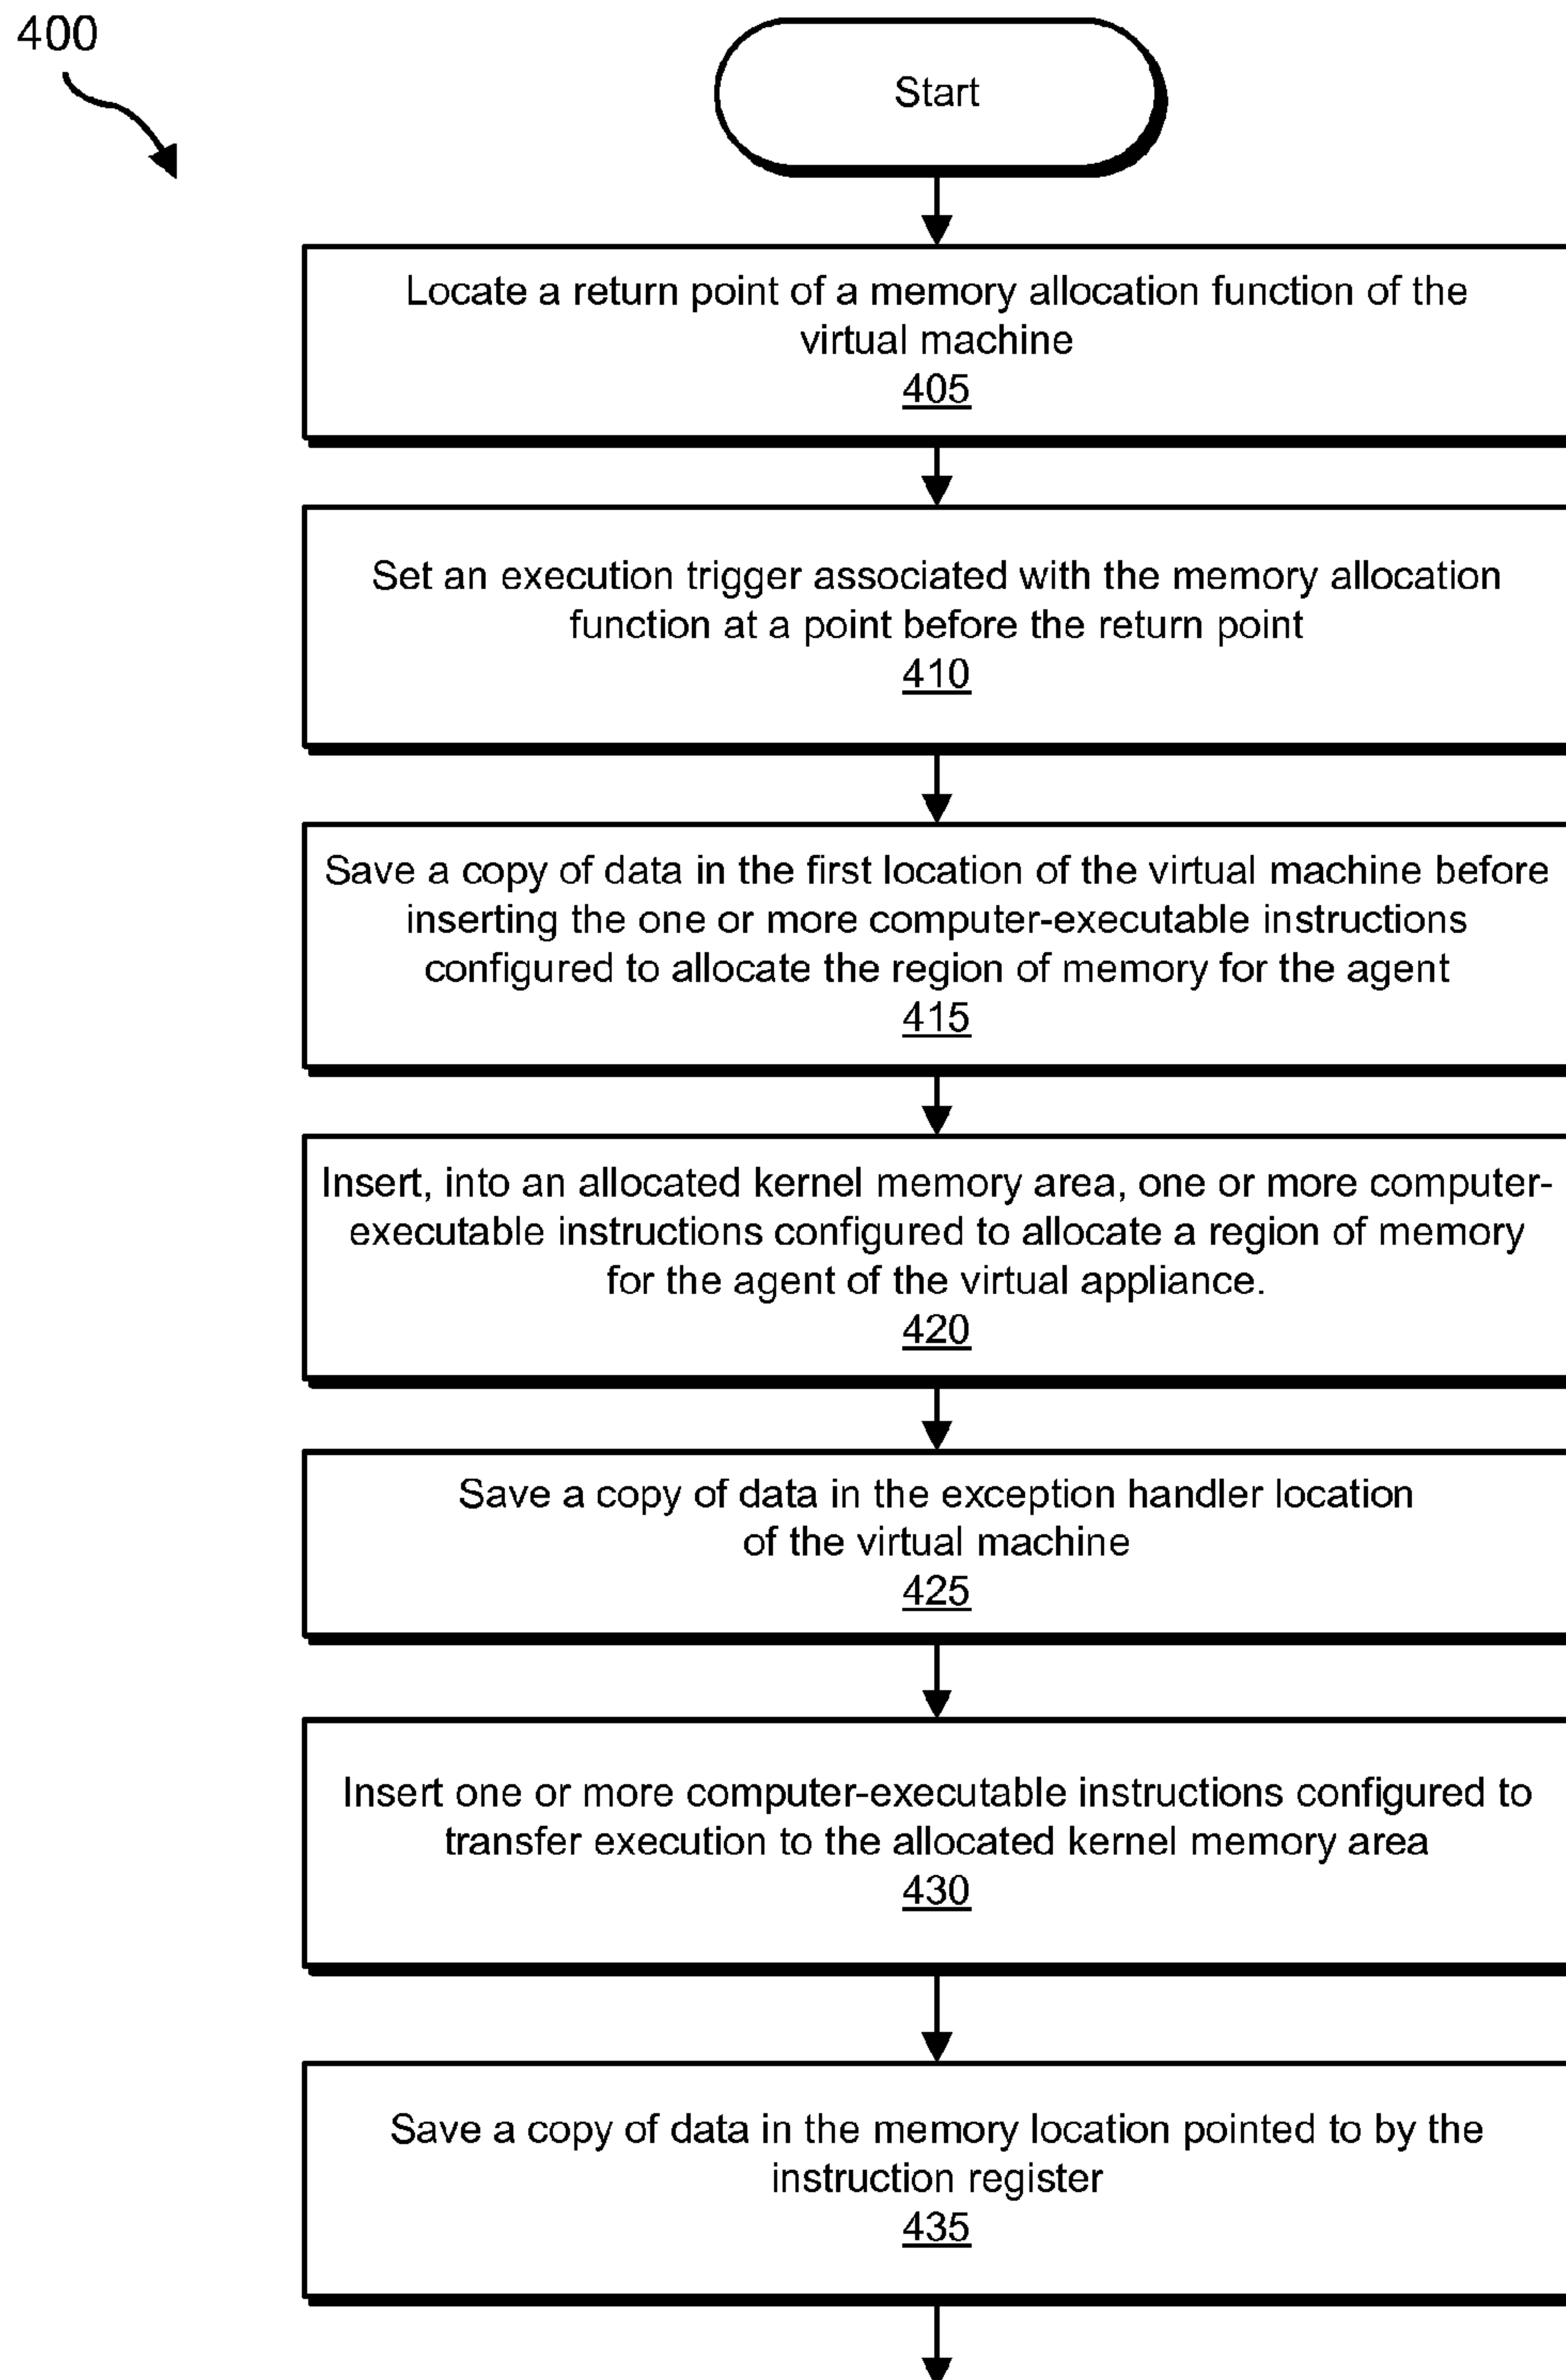 400
Start
Locate a return point of a memory allocation function of the
virtual machine
405
Set an execution trigger associated with the memory allocation
function at a point before the return point
410
Save a copy of data in the first location of the virtual machine before
inserting the one or more computer-executable instructions
configured to allocate the region of memory for the agent
415
Insert, into an allocated kernel memory area, one or more computer-
executable instructions configured to allocate a region of memory
for the agent of the virtual appliance.
420
Save a copy of data in the exception handler location
of the virtual machine
425
Insert one or more computer-executable instructions configured to
transfer execution to the allocated kernel memory area
430
Save a copy of data in the memory location pointed to by the
instruction register
435